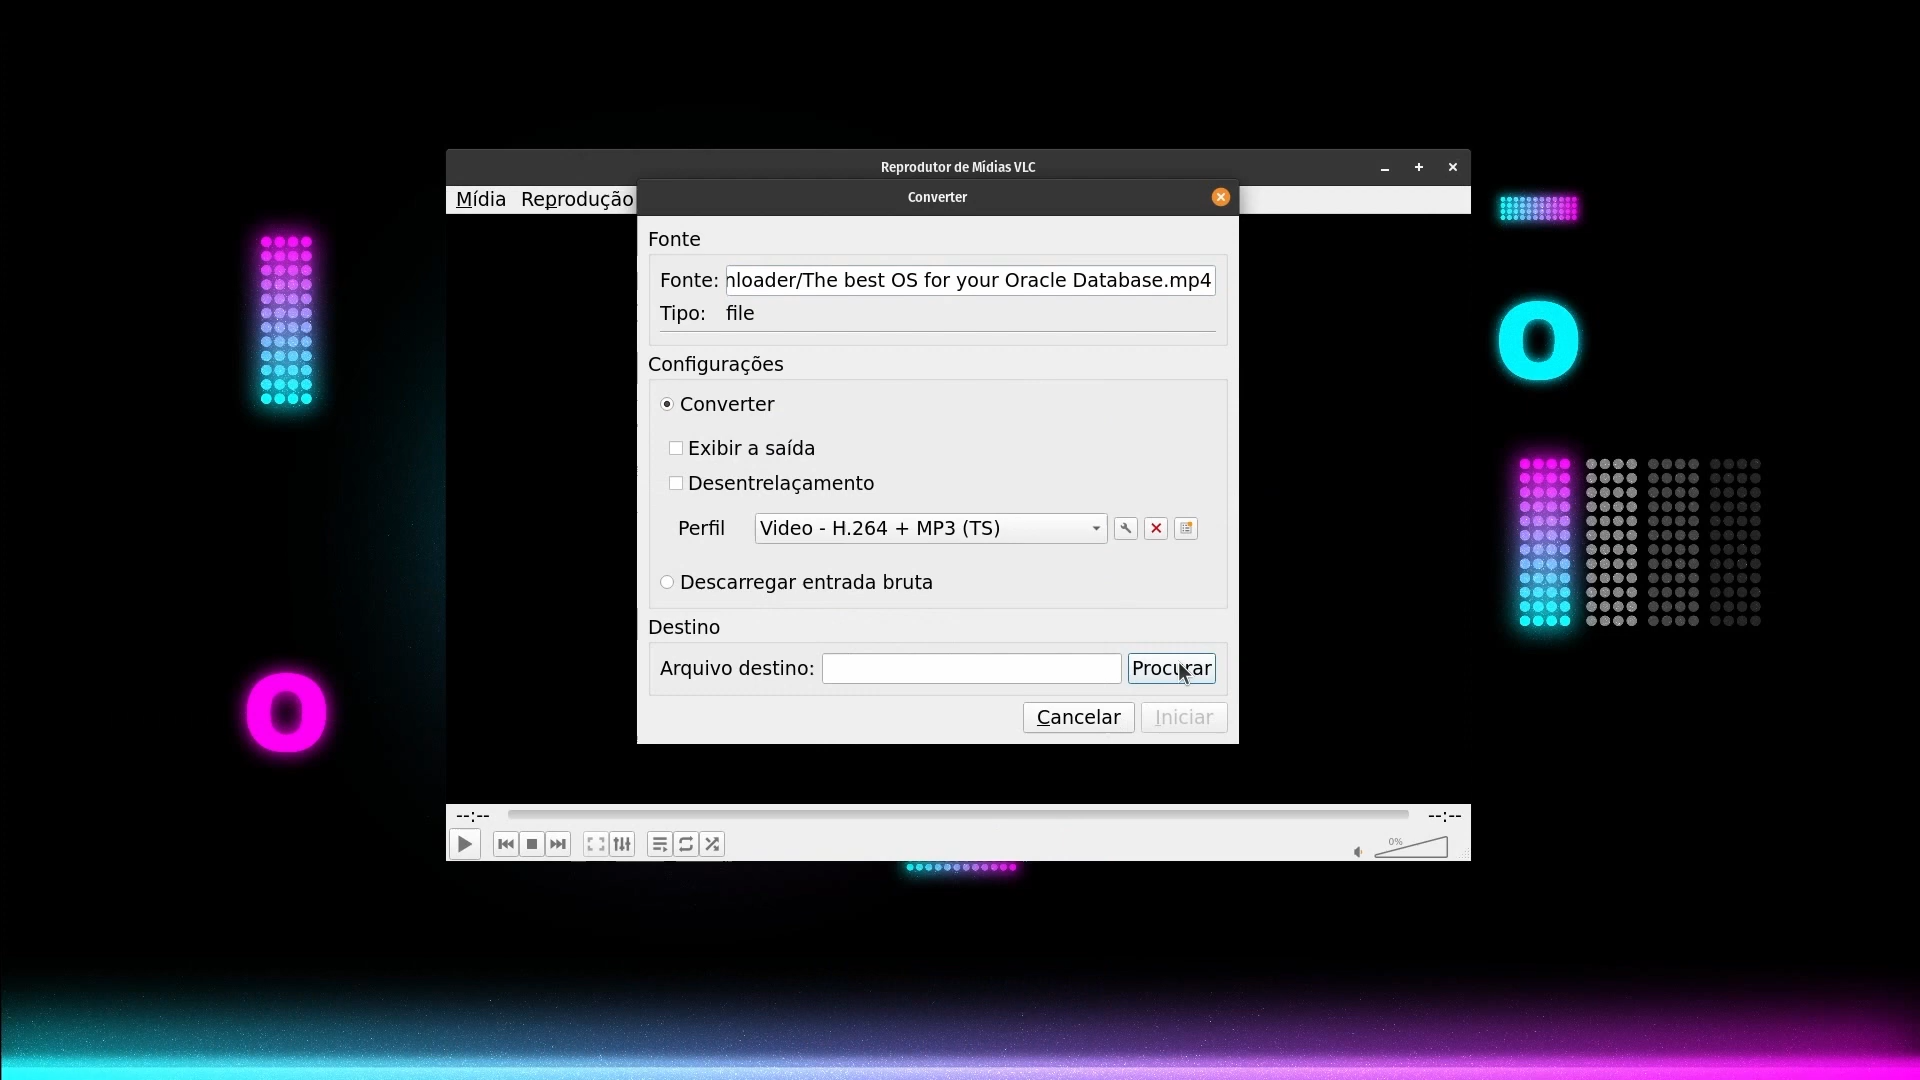 Reprodutor de Mídias VLC
Mídia Reprodução
Converter
Fonte
Fonte: nloader/The best OS for your Oracle Database.mp4
Tipo: file
Configurações
Converter
Exibir a saída
Desentrelaçamento
Perfil Video - H.264 + MP3 (TS)
Descarregar entrada bruta
Destino
Arquivo destino: Procurar
Cancelar Iniciar
--:-- --:--
0%
O
O